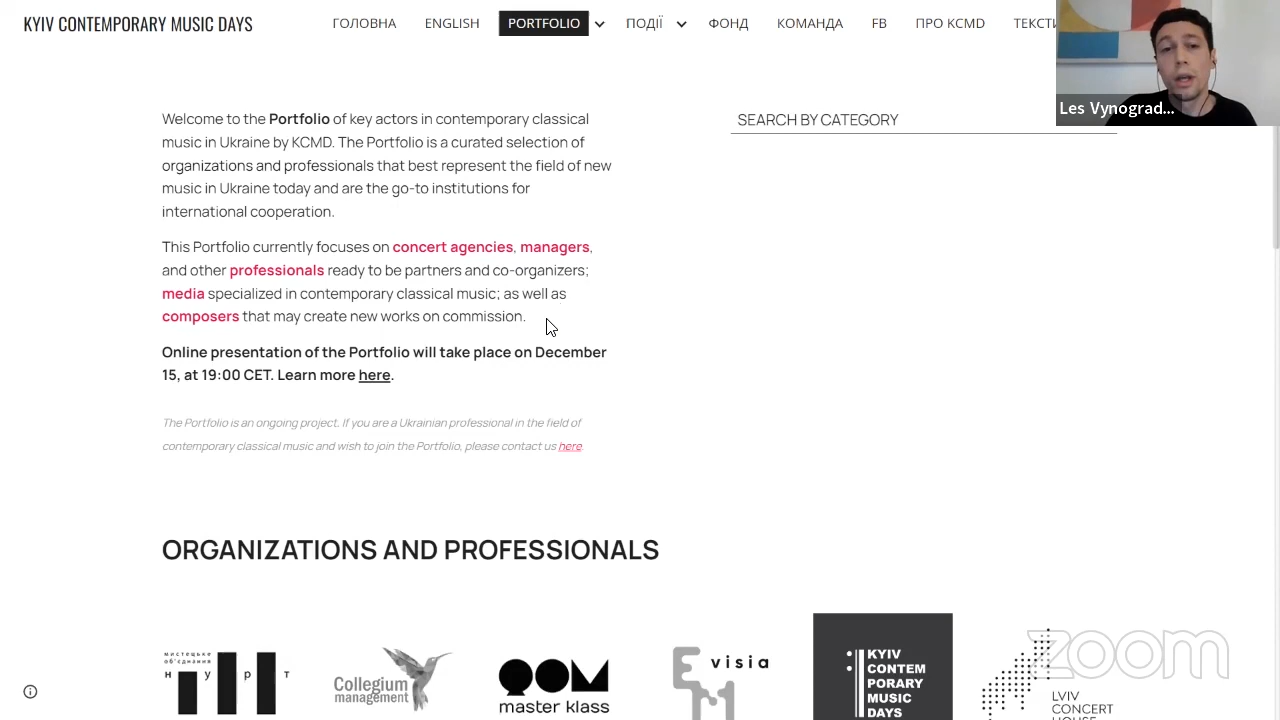 KYIV CONTEMPORARY MUSIC DAYS
ГОЛОВНА
ENGLISH
PORTFOLIO
ПОДІЇ
ФОНД
КОМАНДА
FB
ПРО KCMD
ТЕКСТИ
Les Vynograd...
Welcome to the Portfolio of key actors in contemporary classical
music in Ukraine by KCMD. The Portfolio is a curated selection of
organizations and professionals that best represent the field of new
music in Ukraine today and are the go-to institutions for
international cooperation.
SEARCH BY CATEGORY
This Portfolio currently focuses on concert agencies, managers,
and other professionals ready to be partners and co-organizers;
media specialized in contemporary classical music; as well as
composers that may create new works on commission.
Online presentation of the Portfolio will take place on December
15, at 19:00 CET. Learn more here.
The Portfolio is an ongoing project. If you are a Ukrainian professional in the field of
contemporary classical music and wish to join the Portfolio, please contact us here.
ORGANIZATIONS AND PROFESSIONALS
мистецьке
об'єднання
н у р т
Collegium
management
master klass
E visia
M
KYIV
CONTEM
PORARY
MUSIC
DAYS
LVIV
CONCERT
HOUSE
zoom